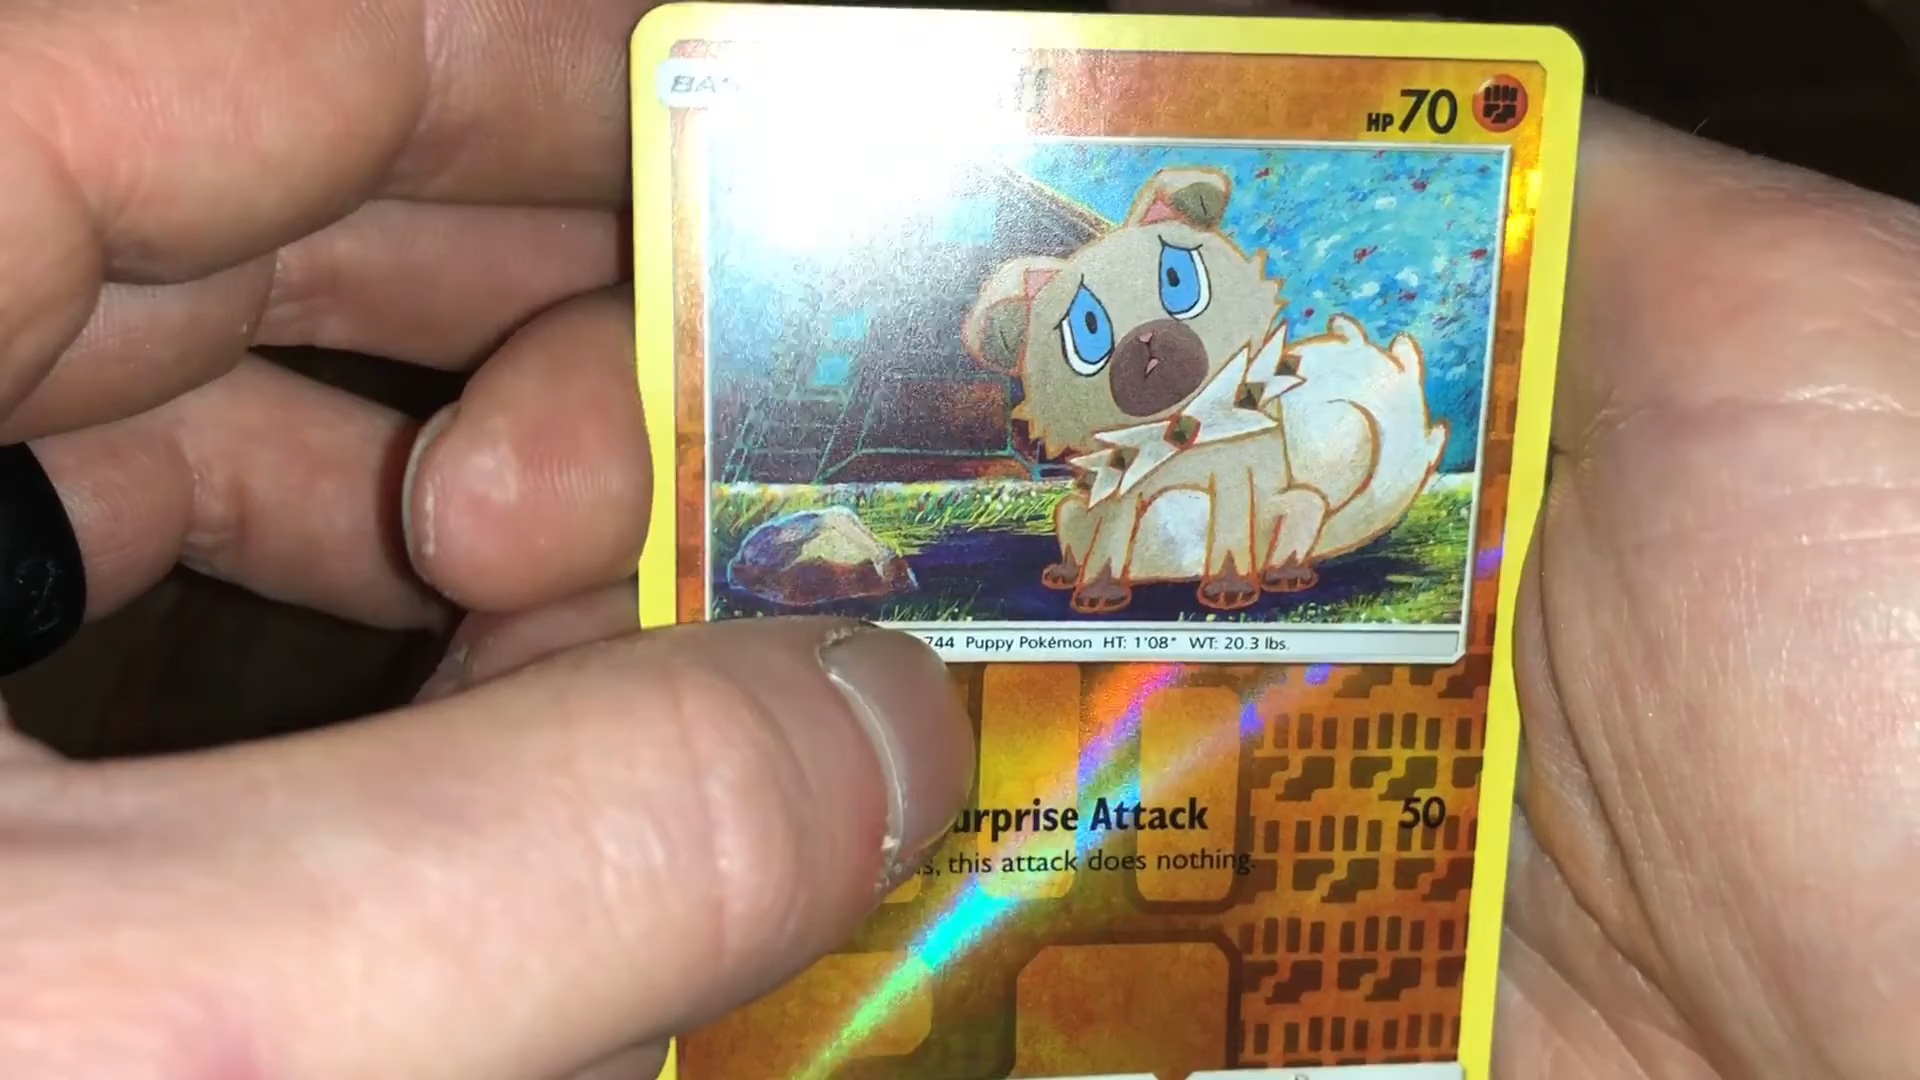 BAS
HP 70
744 Puppy Pokémon HT: 1'08" WT: 20.3 lbs.
urprise Attack 50
s, this attack does nothing.